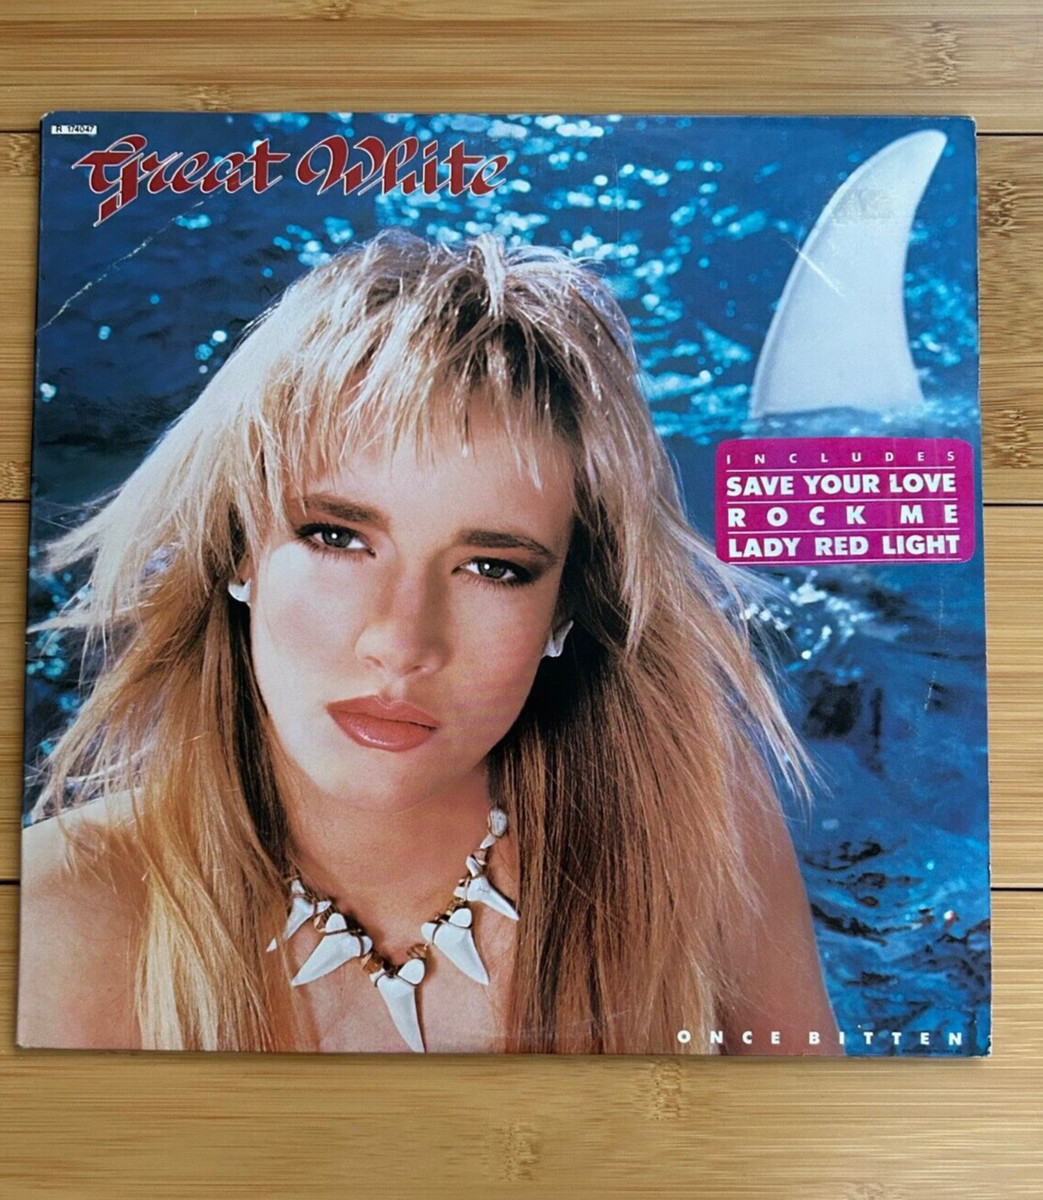 R 174047
Great White
INCLUDES
SAVE YOUR LOVE
ROCK ME
LADY RED LIGHT
ONCE BITTEN